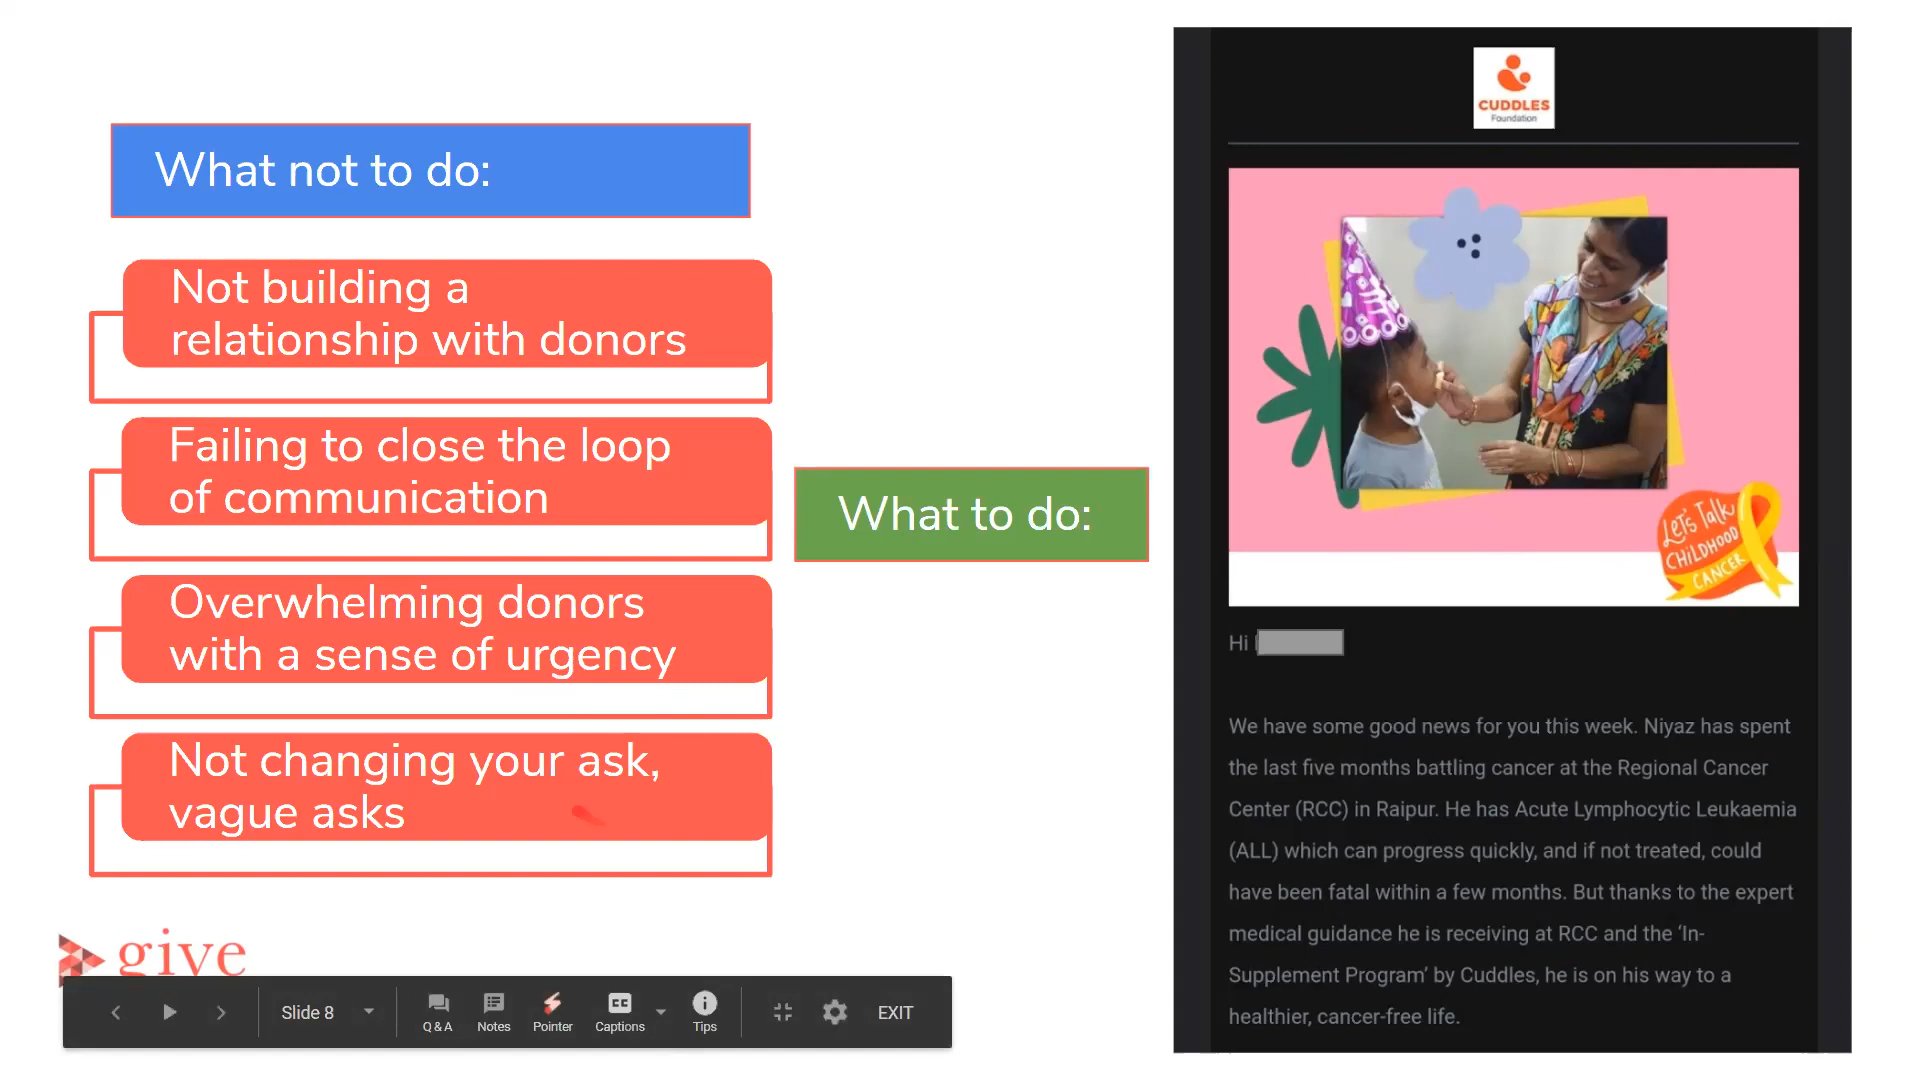 What not to do:
Not building a
relationship with donors
Failing to close the loop
of communication
Overwhelming donors
with a sense of urgency
Not changing your ask,
vague asks
What to do:
CUDDLES
Foundation
LET'S TALK
CHILDHOOD
CANCER
Hi
We have some good news for you this week. Niyaz has spent
the last five months battling cancer at the Regional Cancer
Center (RCC) in Raipur. He has Acute Lymphocytic Leukaemia
(ALL) which can progress quickly, and if not treated, could
have been fatal within a few months. But thanks to the expert
medical guidance he is receiving at RCC and the ‘In-
Supplement Program’ by Cuddles, he is on his way to a
healthier, cancer-free life.
give
Slide 8
Q & A
Notes
Pointer
CC
Captions
Tips
EXIT